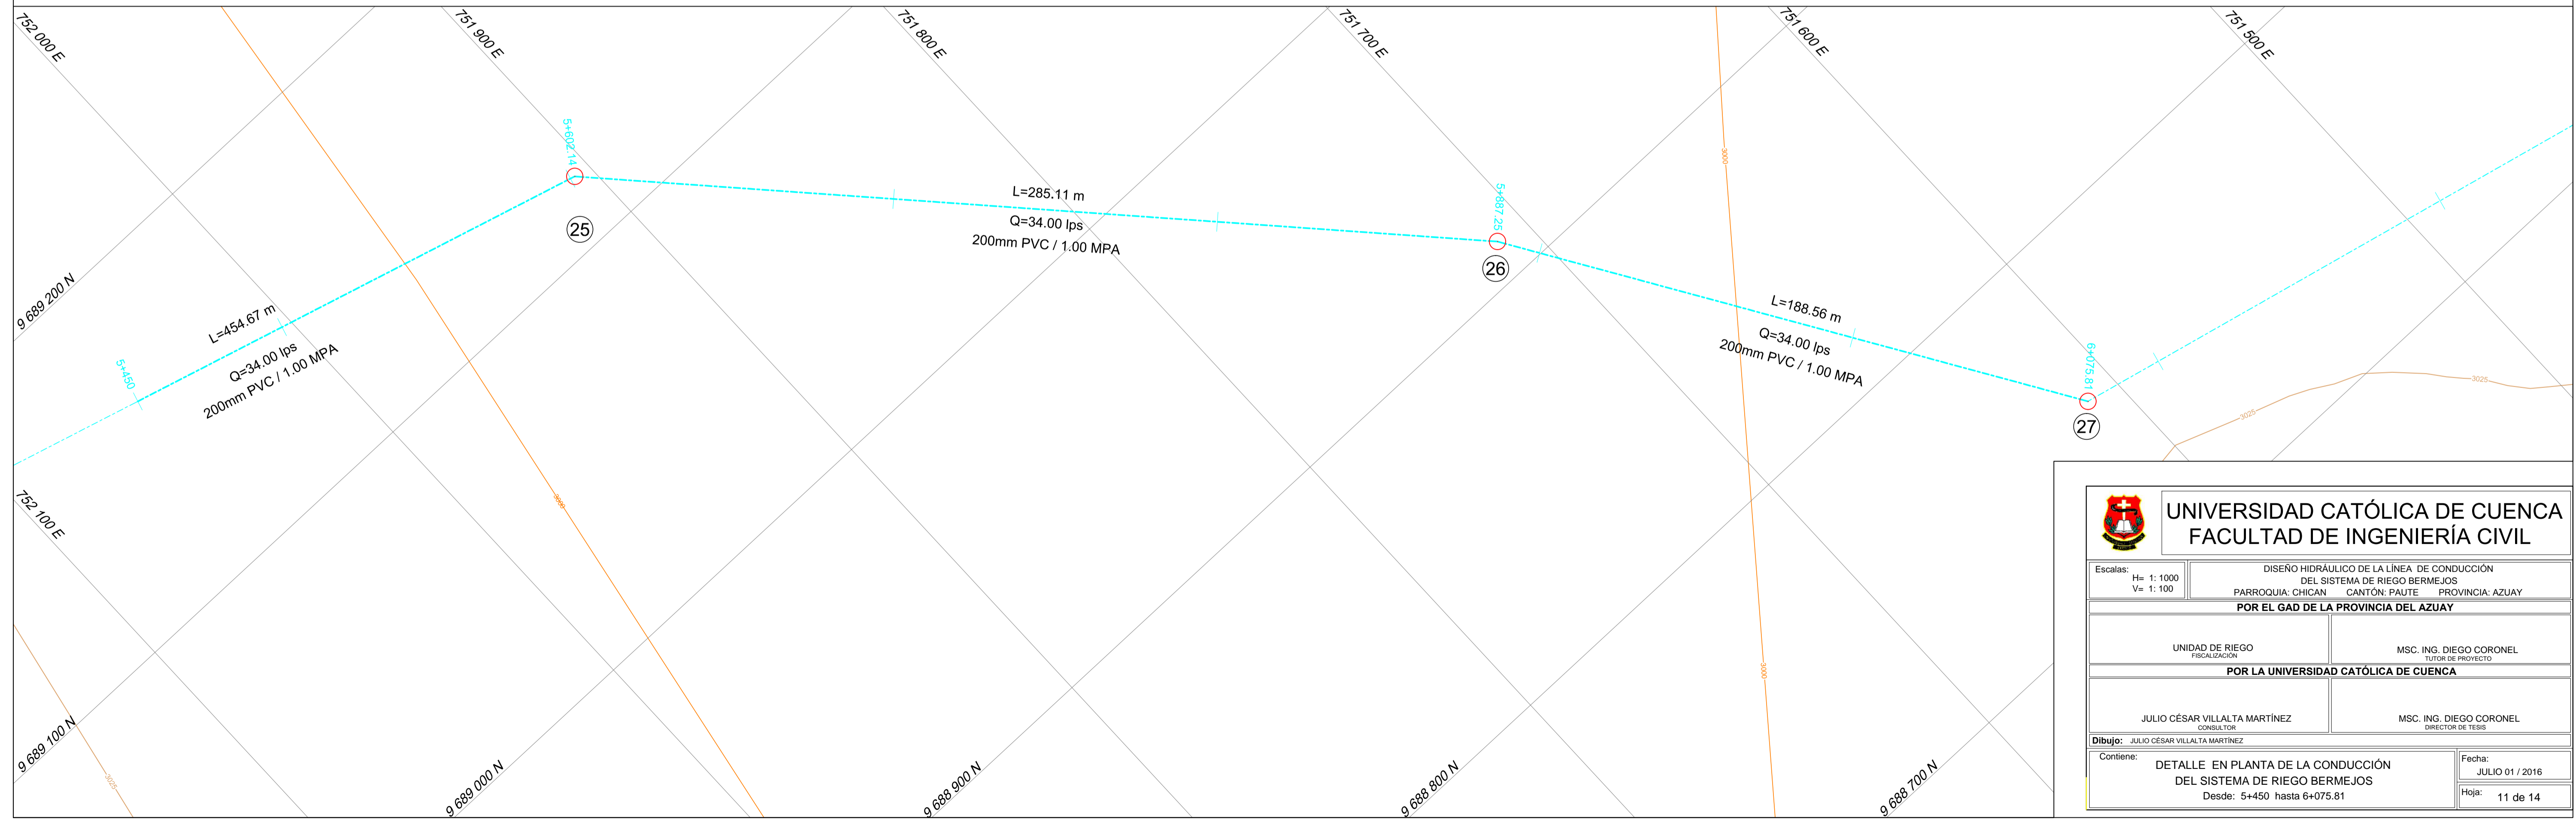 752 000 E
751 900 E
751 800 E
751 700 E
751 600 E
751 500 E
5+602.14
3000
5+887.25
L=285.11 m
Q=34.00 lps
200mm PVC / 1.00 MPA
25
26
9 689 200 N
L=454.67 m
Q=34.00 lps
200mm PVC / 1.00 MPA
5+450
L=188.56 m
Q=34.00 lps
200mm PVC / 1.00 MPA
6+075.81
27
3025
3025
752 100 E
3000
3000
9 689 100 N
3025
9 689 000 N
9 688 900 N
9 688 800 N
9 688 700 N
UNIVERSIDAD CATÓLICA DE CUENCA
FACULTAD DE INGENIERÍA CIVIL
Escalas:
H= 1: 1000
V= 1: 100
DISEÑO HIDRÁULICO DE LA LÍNEA DE CONDUCCIÓN
DEL SISTEMA DE RIEGO BERMEJOS
PARROQUIA: CHICAN CANTÓN: PAUTE PROVINCIA: AZUAY
POR EL GAD DE LA PROVINCIA DEL AZUAY
UNIDAD DE RIEGO
FISCALIZACIÓN
MSC. ING. DIEGO CORONEL
TUTOR DE PROYECTO
POR LA UNIVERSIDAD CATÓLICA DE CUENCA
JULIO CÉSAR VILLALTA MARTÍNEZ
CONSULTOR
MSC. ING. DIEGO CORONEL
DIRECTOR DE TESIS
Dibujo: JULIO CÉSAR VILLALTA MARTÍNEZ
Contiene:
DETALLE EN PLANTA DE LA CONDUCCIÓN
DEL SISTEMA DE RIEGO BERMEJOS
Desde: 5+450 hasta 6+075.81
Fecha:
JULIO 01 / 2016
Hoja: 11 de 14